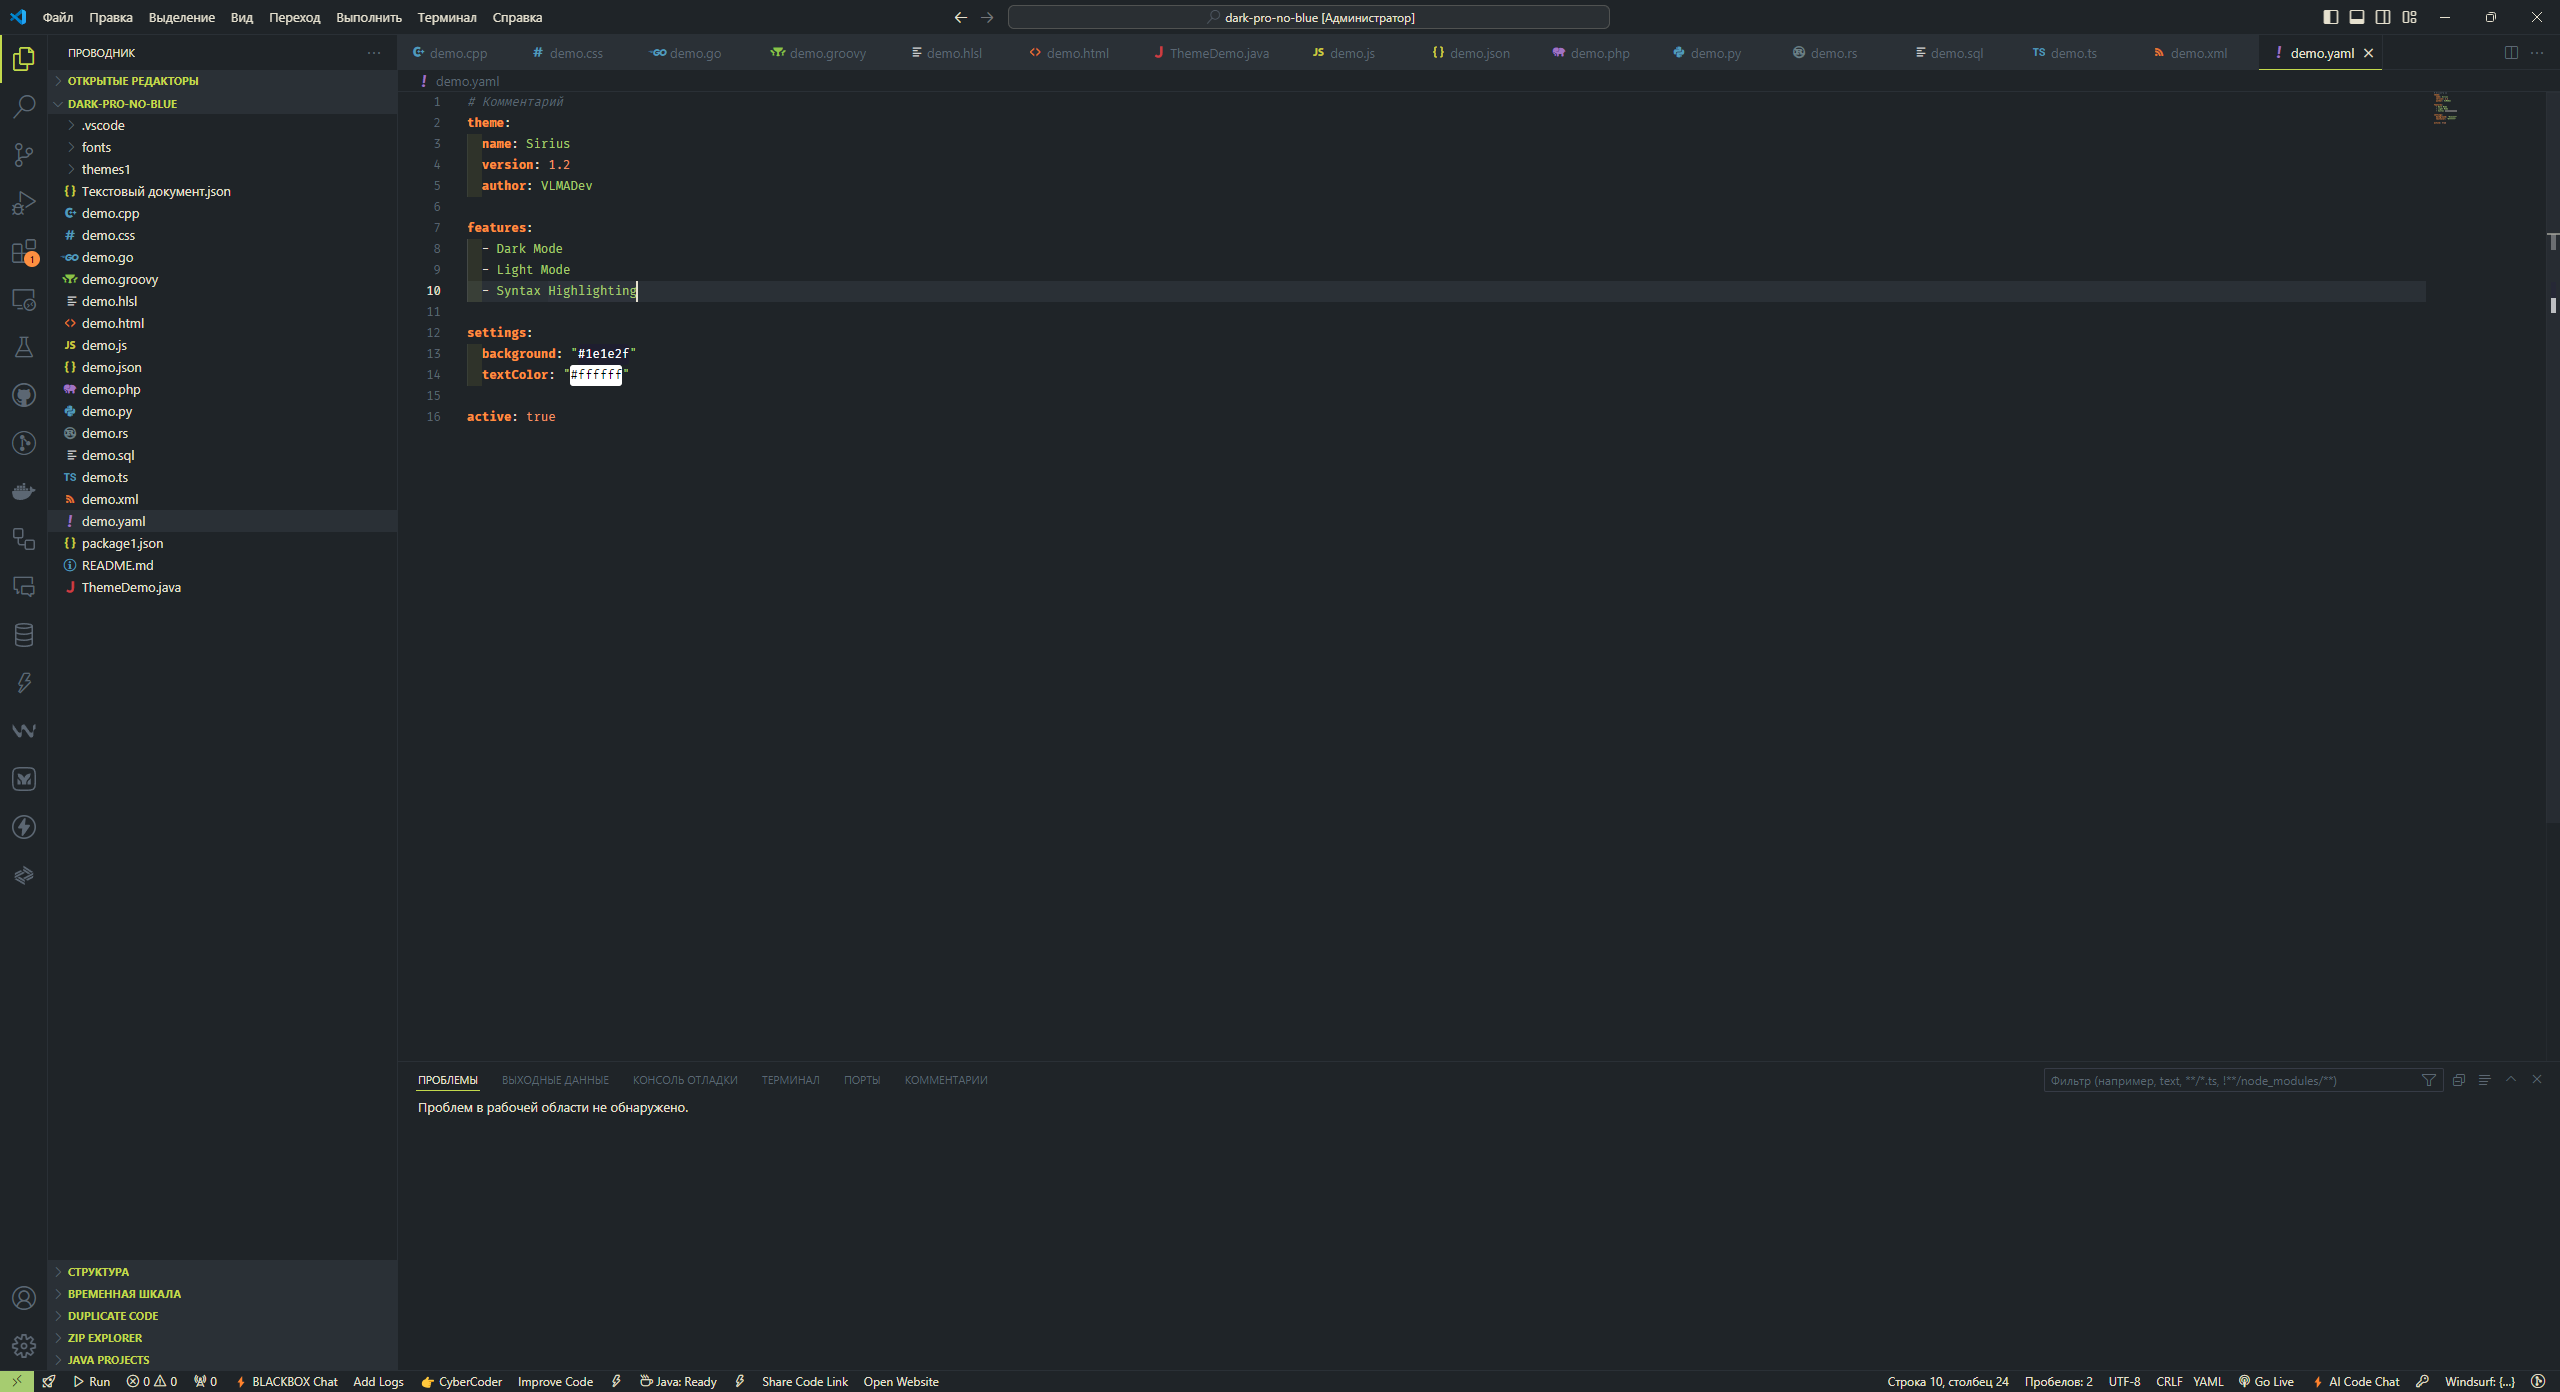 Файл Правка Выделение Вид Переход Выполнить Терминал Справка
dark-pro-no-blue [Администратор]
ПРОВОДНИК
ОТКРЫТЫЕ РЕДАКТОРЫ
DARK-PRO-NO-BLUE
.vscode
fonts
themes1
Текстовый документ.json
demo.cpp
demo.css
demo.go
demo.groovy
demo.hlsl
demo.html
demo.js
demo.json
demo.php
demo.py
demo.rs
demo.sql
demo.ts
demo.xml
demo.yaml
package1.json
README.md
ThemeDemo.java
СТРУКТУРА
ВРЕМЕННАЯ ШКАЛА
DUPLICATE CODE
ZIP EXPLORER
JAVA PROJECTS
demo.cpp demo.css demo.go demo.groovy demo.hlsl demo.html ThemeDemo.java demo.js demo.json demo.php demo.py demo.rs demo.sql demo.ts demo.xml demo.yaml
demo.yaml
1 # Комментарий
2 theme:
3 name: Sirius
4 version: 1.2
5 author: VLMADev
6
7 features:
8 - Dark Mode
9 - Light Mode
10 - Syntax Highlighting
11
12 settings:
13 background: "#1e1e2f"
14 textColor: "#ffffff"
15
16 active: true
ПРОБЛЕМЫ ВЫХОДНЫЕ ДАННЫЕ КОНСОЛЬ ОТЛАДКИ ТЕРМИНАЛ ПОРТЫ КОММЕНТАРИИ
Фильтр (например, text, **/*.ts, !**/node_modules/**)
Проблем в рабочей области не обнаружено.
Run 0 0 0 BLACKBOX Chat Add Logs CyberCoder Improve Code Java: Ready Share Code Link Open Website
Строка 10, столбец 24 Пробелов: 2 UTF-8 CRLF YAML Go Live AI Code Chat Windsurf: {...}